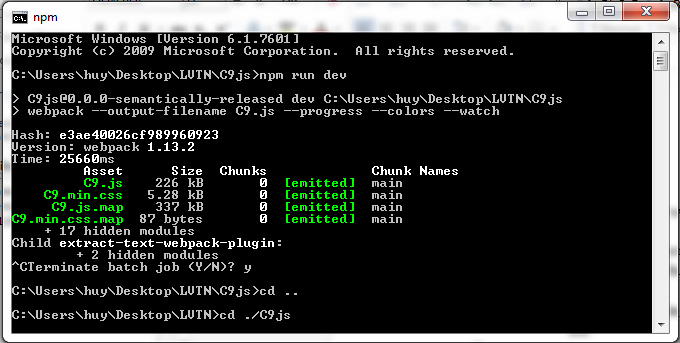 npm
Microsoft Windows [Version 6.1.7601]
Copyright (c) 2009 Microsoft Corporation.  All rights reserved.
C:\Users\huy\Desktop\LVTN\C9js>npm run dev
> C9js@0.0.0-semantically-released dev C:\Users\huy\Desktop\LVTN\C9js
> webpack --output-filename C9.js --progress --colors --watch
Hash: e3ae40026cf989960923
Version: webpack 1.13.2
Time: 25660ms
Asset Size Chunks Chunk Names
C9.js 226 kB 0 [emitted] main
C9.min.css 5.28 kB 0 [emitted] main
C9.js.map 337 kB 0 [emitted] main
C9.min.css.map 87 bytes 0 [emitted] main
+ 17 hidden modules
Child extract-text-webpack-plugin:
+ 2 hidden modules
^CTerminate batch job (Y/N)? y
C:\Users\huy\Desktop\LVTN\C9js>cd ..
C:\Users\huy\Desktop\LVTN>cd ./C9js